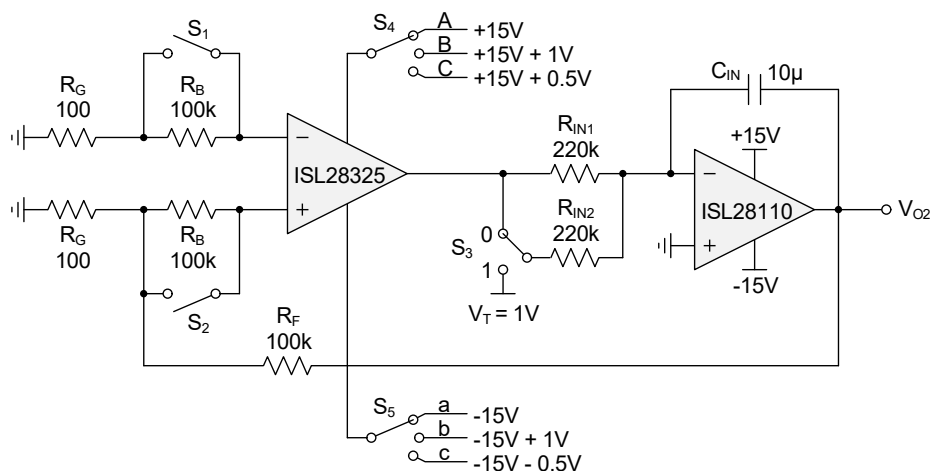 S4
A
+15V
B
+15V + 1V
C
+15V + 0.5V
S1
RG
100
RB
100k
CIN
10µ
RIN1
220k
+15V
−
ISL28325
+
−
ISL28110
+
-15V
VO2
RIN2
220k
0
S3
1
VT = 1V
RG
100
RB
100k
S2
RF
100k
S5
a
-15V
b
-15V + 1V
c
-15V - 0.5V